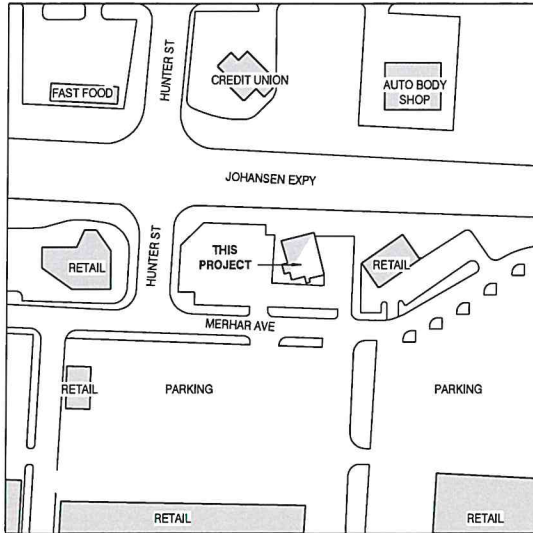 HUNTER ST
CREDIT UNION
FAST FOOD
AUTO BODY
SHOP
JOHANSEN EXPY
HUNTER ST
THIS
PROJECT
RETAIL
RETAIL
MERHAR AVE
RETAIL
PARKING
PARKING
RETAIL
RETAIL